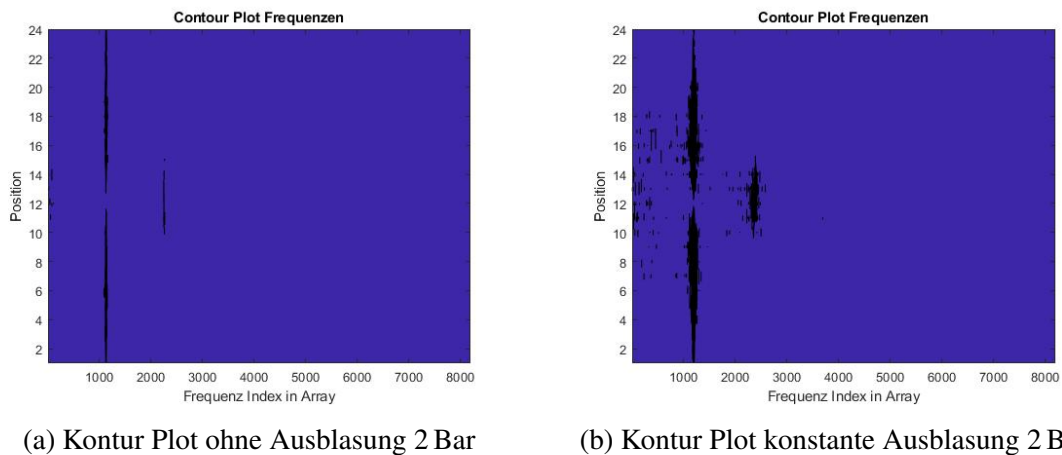 Contour Plot Frequenzen
24
22
20
18
16
14
12
10
8
6
4
2
Position
1000 2000 3000 4000 5000 6000 7000 8000
Frequenz Index in Array
(a) Kontur Plot ohne Ausblasung 2 Bar
Contour Plot Frequenzen
24
22
20
18
16
14
12
10
8
6
4
2
Position
1000 2000 3000 4000 5000 6000 7000 8000
Frequenz Index in Array
(b) Kontur Plot konstante Ausblasung 2 B